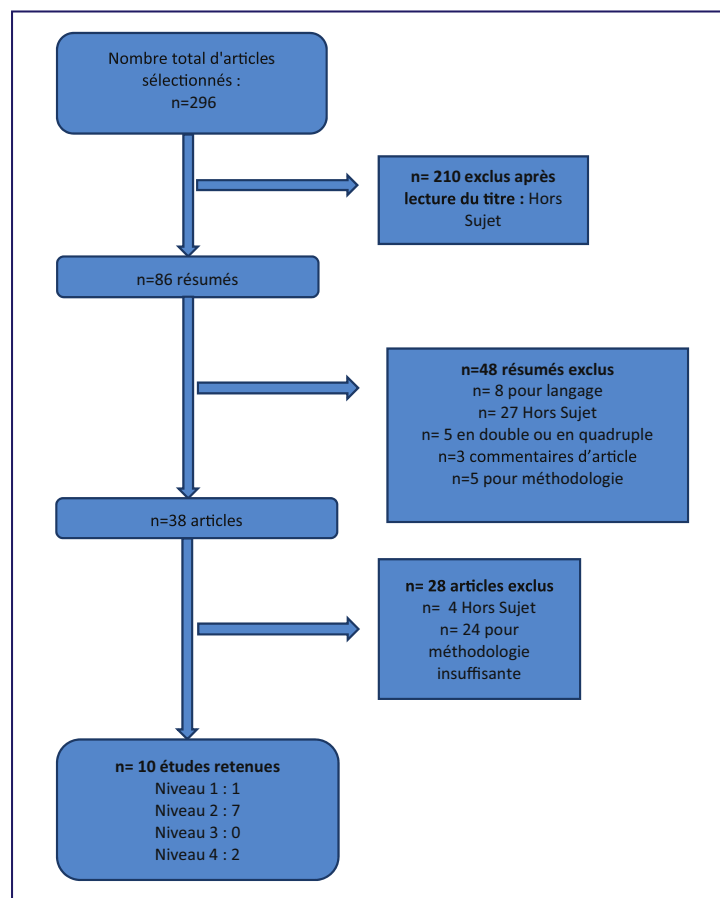 Nombre total d'articles
sélectionnés :
n=296
n= 210 exclus après
lecture du titre : Hors
Sujet
n=86 résumés
n=48 résumés exclus
n= 8 pour langage
n= 27 Hors Sujet
n= 5 en double ou en quadruple
n=3 commentaires d’article
n=5 pour méthodologie
n=38 articles
n= 28 articles exclus
n=  4 Hors Sujet
n= 24 pour
méthodologie
insuffisante
n= 10 études retenues
Niveau 1 : 1
Niveau 2 : 7
Niveau 3 : 0
Niveau 4 : 2